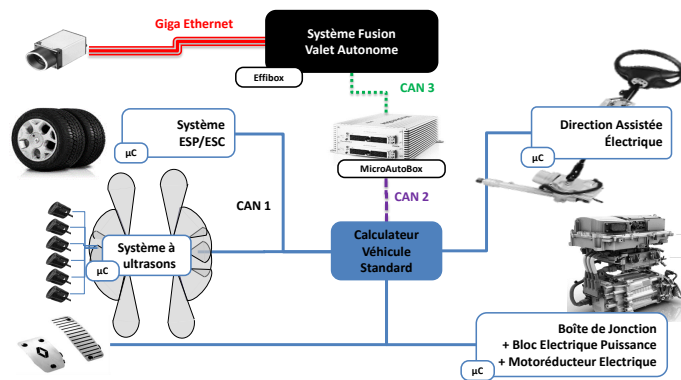 Giga Ethernet
Système Fusion
Valet Autonome
Effibox
CAN 3
Système
ESP/ESC
µC
MicroAutoBox
Direction Assistée
Électrique
µC
CAN 1
CAN 2
Système à
ultrasons
µC
Calculateur
Véhicule
Standard
Boîte de Jonction
+ Bloc Electrique Puissance
+ Motoréducteur Electrique
µC